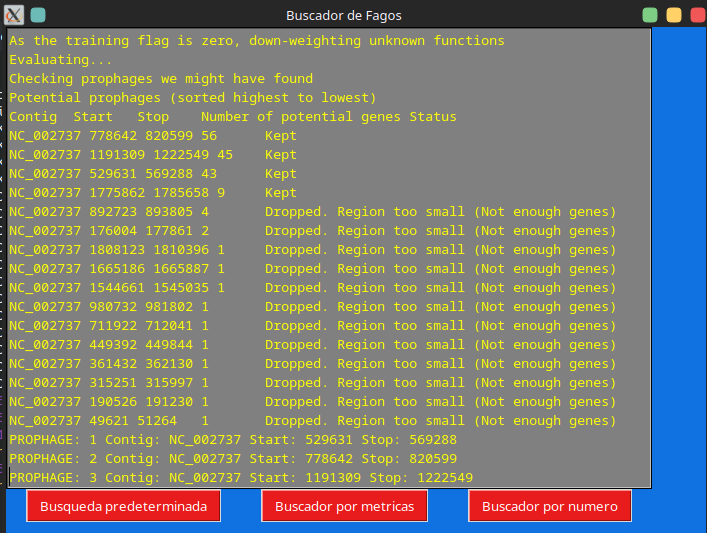 Buscador de Fagos
As the training flag is zero, down-weighting unknown functions
Evaluating...
Checking prophages we might have found
Potential prophages (sorted highest to lowest)
Contig Start Stop Number of potential genes Status
NC_002737 778642 820599 56 Kept
NC_002737 1191309 1222549 45 Kept
NC_002737 529631 569288 43 Kept
NC_002737 1775862 1785658 9 Kept
NC_002737 892723 893805 4 Dropped. Region too small (Not enough genes)
NC_002737 176004 177861 2 Dropped. Region too small (Not enough genes)
NC_002737 1808123 1810396 1 Dropped. Region too small (Not enough genes)
NC_002737 1665186 1665887 1 Dropped. Region too small (Not enough genes)
NC_002737 1544661 1545035 1 Dropped. Region too small (Not enough genes)
NC_002737 980732 981802 1 Dropped. Region too small (Not enough genes)
NC_002737 711922 712041 1 Dropped. Region too small (Not enough genes)
NC_002737 449392 449844 1 Dropped. Region too small (Not enough genes)
NC_002737 361432 362130 1 Dropped. Region too small (Not enough genes)
NC_002737 315251 315997 1 Dropped. Region too small (Not enough genes)
NC_002737 190526 191230 1 Dropped. Region too small (Not enough genes)
NC_002737 49621 51264 1 Dropped. Region too small (Not enough genes)
PROPHAGE: 1 Contig: NC_002737 Start: 529631 Stop: 569288
PROPHAGE: 2 Contig: NC_002737 Start: 778642 Stop: 820599
PROPHAGE: 3 Contig: NC_002737 Start: 1191309 Stop: 1222549
Busqueda predeterminada
Buscador por metricas
Buscador por numero